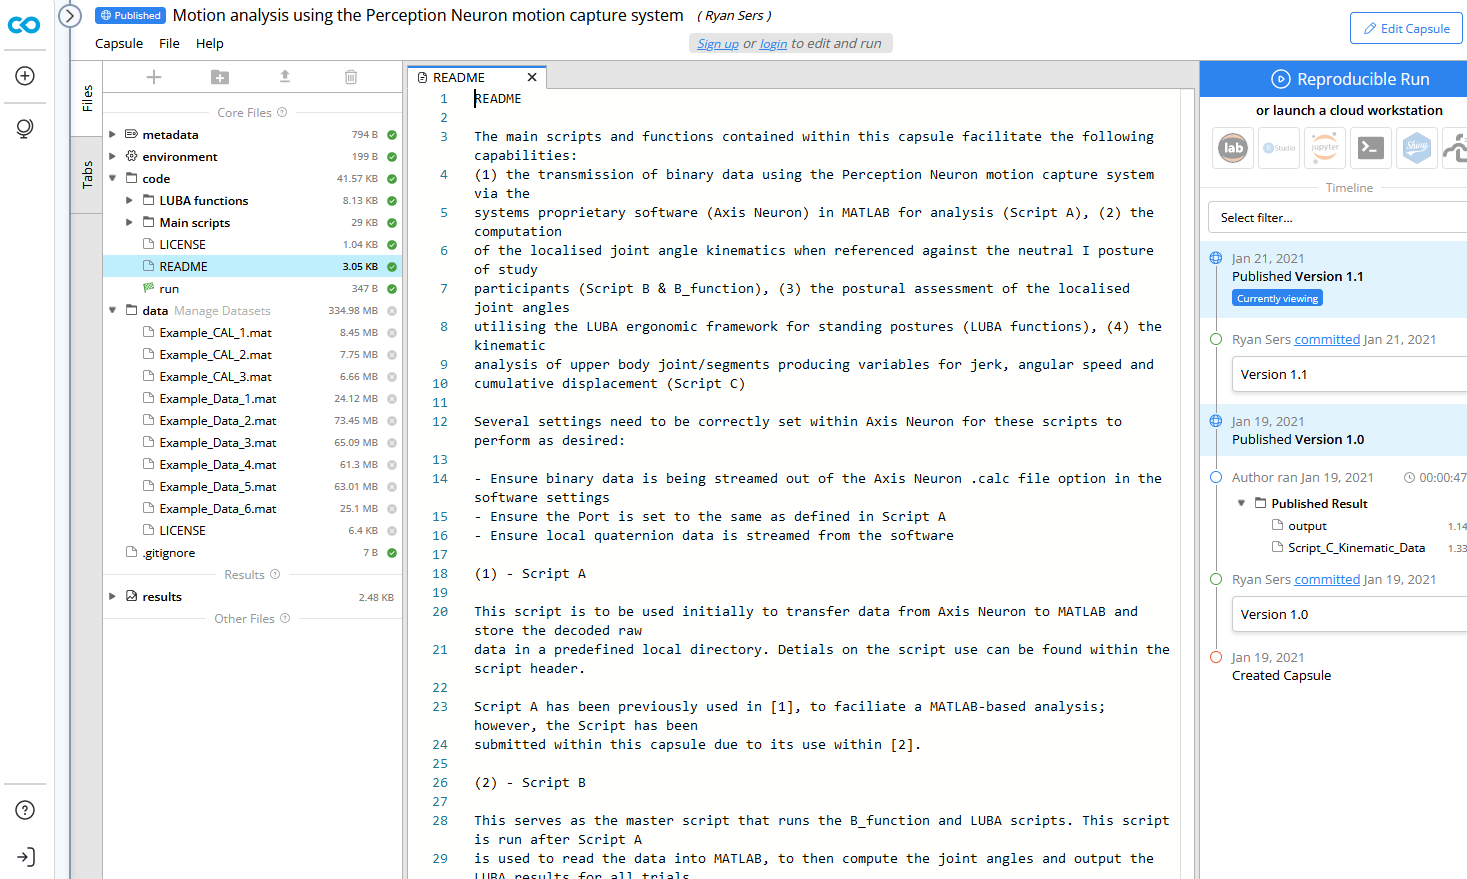 Published Motion analysis using the Perception Neuron motion capture system ( Ryan Sers )
Capsule File Help
Sign up or login to edit and run
Edit Capsule
Files
Tabs
Core Files
metadata 794 B
environment 199 B
code 41.57 KB
LUBA functions 8.13 KB
Main scripts 29 KB
LICENSE 1.04 KB
README 3.05 KB
run 347 B
data Manage Datasets 334.98 MB
Example_CAL_1.mat 8.45 MB
Example_CAL_2.mat 7.75 MB
Example_CAL_3.mat 6.66 MB
Example_Data_1.mat 24.12 MB
Example_Data_2.mat 73.45 MB
Example_Data_3.mat 65.09 MB
Example_Data_4.mat 61.3 MB
Example_Data_5.mat 63.01 MB
Example_Data_6.mat 25.1 MB
LICENSE 6.4 KB
.gitignore 7 B
Results
results 2.48 KB
Other Files
README
1 README
2
3 The main scripts and functions contained within this capsule facilitate the following
capabilities:
4 (1) the transmission of binary data using the Perception Neuron motion capture system
via the
5 systems proprietary software (Axis Neuron) in MATLAB for analysis (Script A), (2) the
computation
6 of the localised joint angle kinematics when referenced against the neutral I posture
of study
7 participants (Script B & B_function), (3) the postural assessment of the localised
joint angles
8 utilising the LUBA ergonomic framework for standing postures (LUBA functions), (4) the
kinematic
9 analysis of upper body joint/segments producing variables for jerk, angular speed and
10 cumulative displacement (Script C)
11
12 Several settings need to be correctly set within Axis Neuron for these scripts to
perform as desired:
13
14 - Ensure binary data is being streamed out of the Axis Neuron .calc file option in the
software settings
15 - Ensure the Port is set to the same as defined in Script A
16 - Ensure local quaternion data is streamed from the software
17
18 (1) - Script A
19
20 This script is to be used initially to transfer data from Axis Neuron to MATLAB and
store the decoded raw
21 data in a predefined local directory. Detials on the script use can be found within the
script header.
22
23 Script A has been previously used in [1], to faciliate a MATLAB-based analysis;
however, the Script has been
24 submitted within this capsule due to its use within [2].
25
26 (2) - Script B
27
28 This serves as the master script that runs the B_function and LUBA scripts. This script
is run after Script A
29 is used to read the data into MATLAB, to then compute the joint angles and output the
LUBA results for all trials
Reproducible Run
or launch a cloud workstation
lab
R Studio
jupyter
Shiny
Timeline
Select filter...
Jan 21, 2021
Published Version 1.1
Currently viewing
Ryan Sers committed Jan 21, 2021
Version 1.1
Jan 19, 2021
Published Version 1.0
Author ran Jan 19, 2021 00:00:47
Published Result
output 1.14
Script_C_Kinematic_Data 1.33
Ryan Sers committed Jan 19, 2021
Version 1.0
Jan 19, 2021
Created Capsule